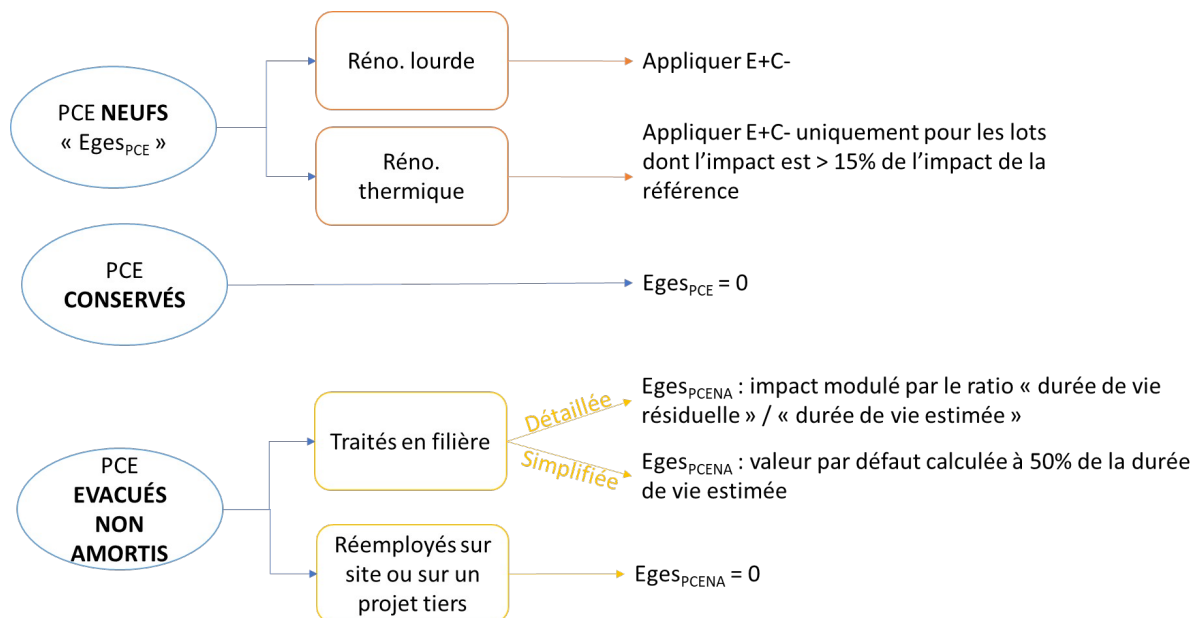 PCE NEUFS
« EgesPCE »
Réno. lourde
Appliquer E+C-
Réno.
thermique
Appliquer E+C- uniquement pour les lots
dont l’impact est > 15% de l’impact de la
référence
PCE
CONSERVÉS
EgesPCE = 0
PCE
EVACUÉS
NON
AMORTIS
Traités en filière
Détaillée
EgesPCENA : impact modulé par le ratio « durée de vie
résiduelle » / « durée de vie estimée »
Simplifiée
EgesPCENA : valeur par défaut calculée à 50% de la durée
de vie estimée
Réemployés sur
site ou sur un
projet tiers
EgesPCENA = 0